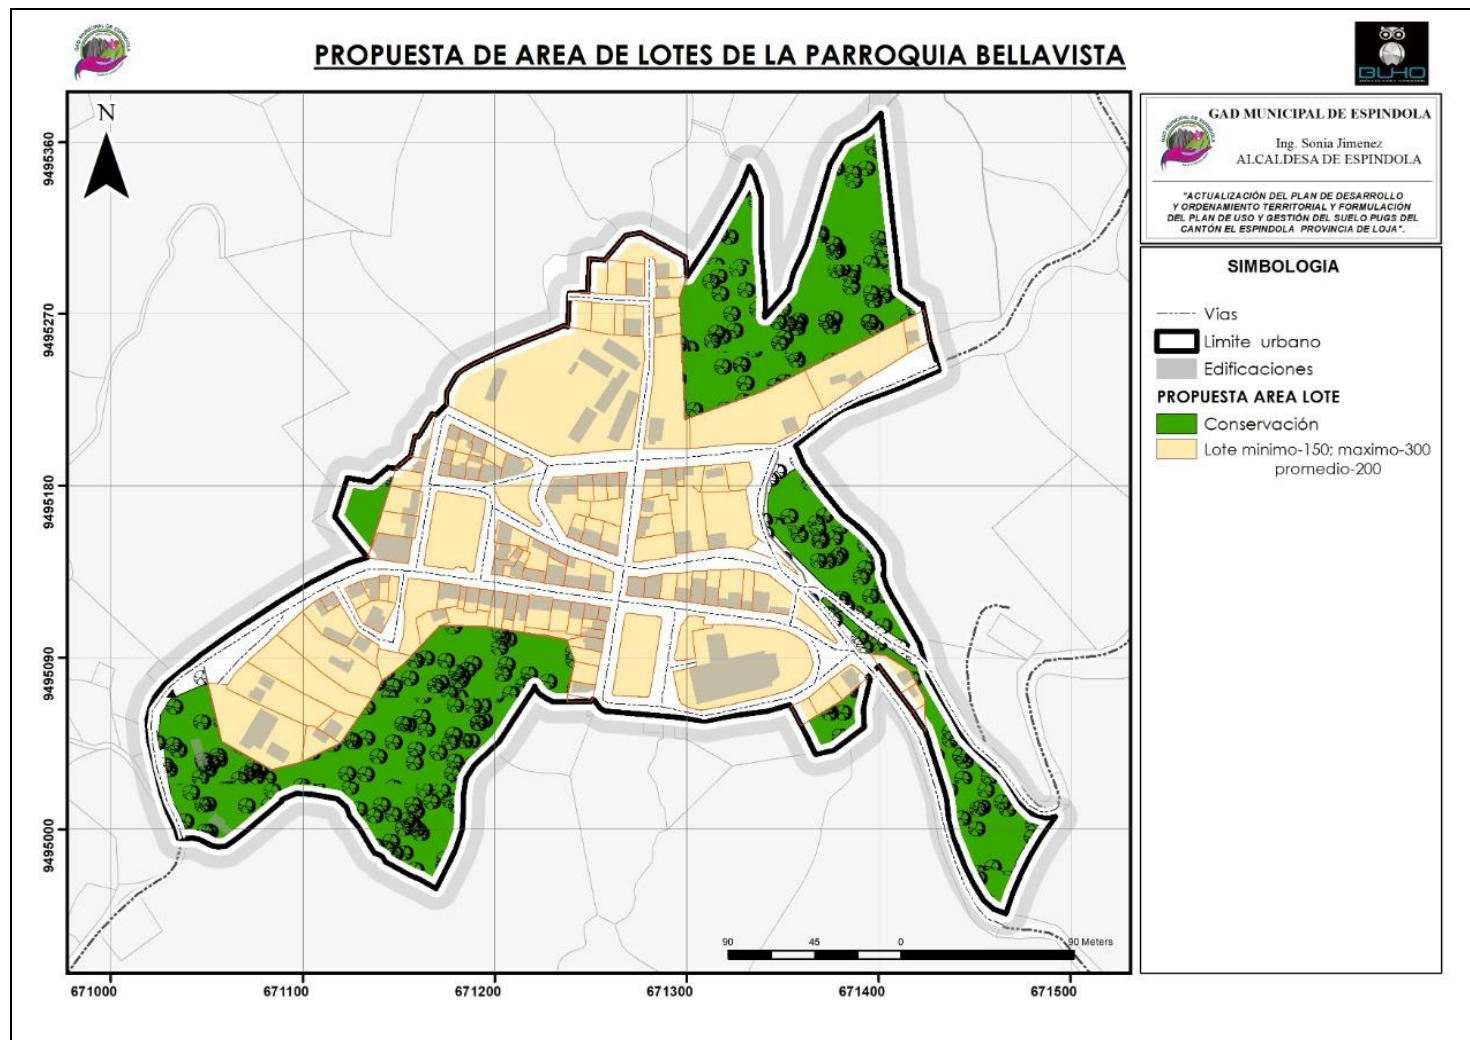 PROPUESTA DE AREA DE LOTES DE LA PARROQUIA BELLAVISTA
BUHO
GAD MUNICIPAL DE ESPINDOLA
Ing. Sonia Jimenez
ALCALDESA DE ESPINDOLA
"ACTUALIZACIÓN DEL PLAN DE DESARROLLO
Y ORDENAMIENTO TERRITORIAL Y FORMULACIÓN
DEL PLAN DE USO Y GESTIÓN DEL SUELO PUGS DEL
CANTÓN EL ESPINDOLA PROVINCIA DE LOJA".
SIMBOLOGIA
Vias
Limite urbano
Edificaciones
PROPUESTA AREA LOTE
Conservación
Lote minimo-150; maximo-300
promedio-200
N
9495360
9495270
9495180
9495090
9495000
90 45 0 90 Meters
671000 671100 671200 671300 671400 671500